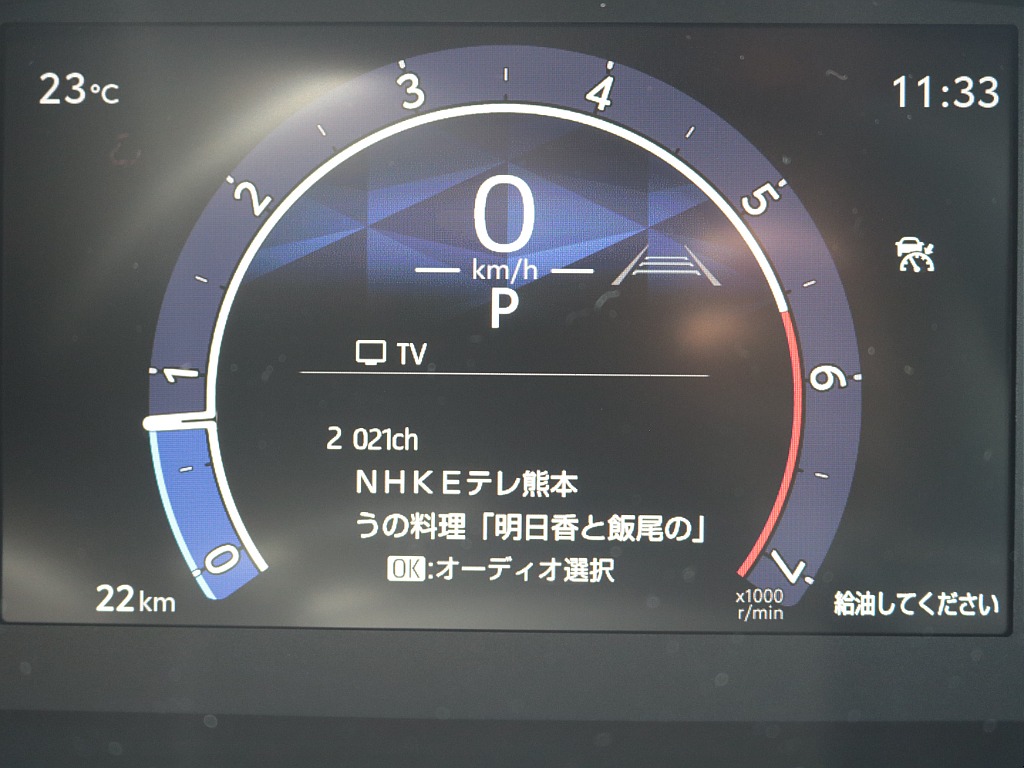 23℃
11:33
0
1
2
3
4
5
6
7
0
km/h
P
TV
2 021ch
ＮＨＫＥテレ熊本
うの料理「明日香と飯尾の」
OK:オーディオ選択
22 km
x1000
r/min
給油してください